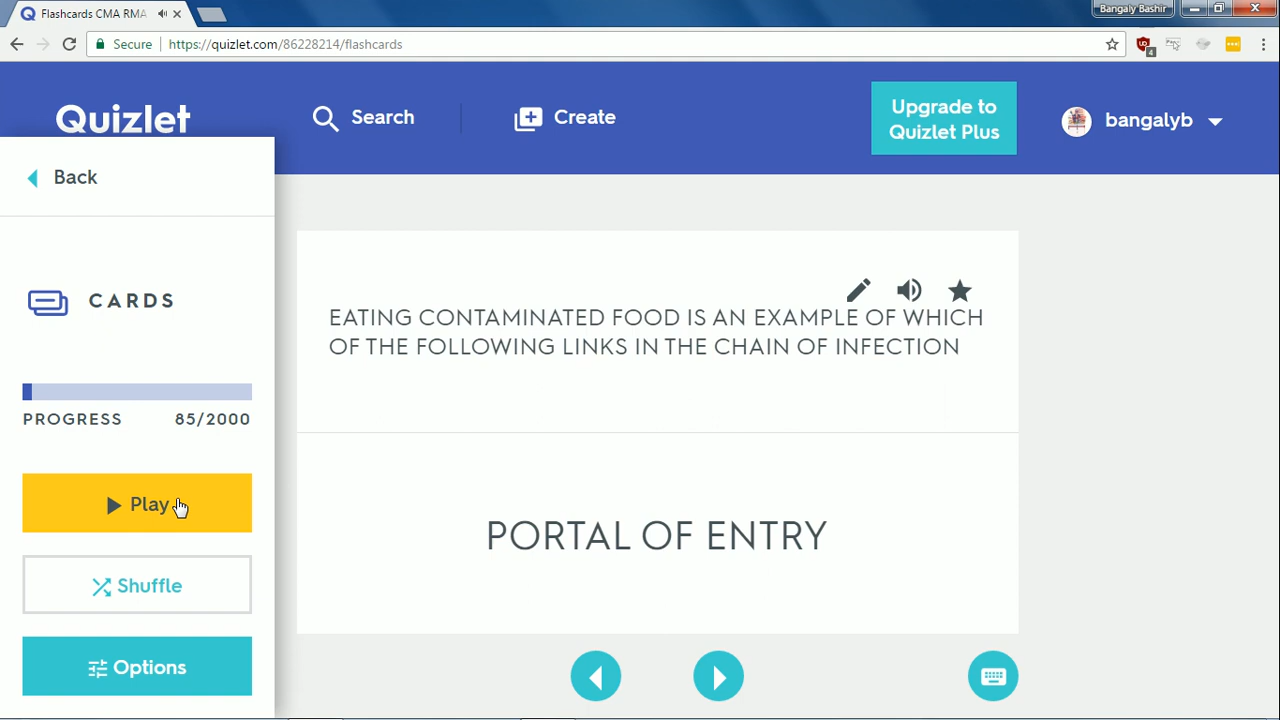 Flashcards CMA RMA
Bangaly Bashir
Secure
https://quizlet.com/86228214/flashcards
4
Quizlet
Search
Create
Upgrade to
Quizlet Plus
bangalyb
Back
CARDS
PROGRESS 85/2000
Play
Shuffle
Options
EATING CONTAMINATED FOOD IS AN EXAMPLE OF WHICH
OF THE FOLLOWING LINKS IN THE CHAIN OF INFECTION
PORTAL OF ENTRY